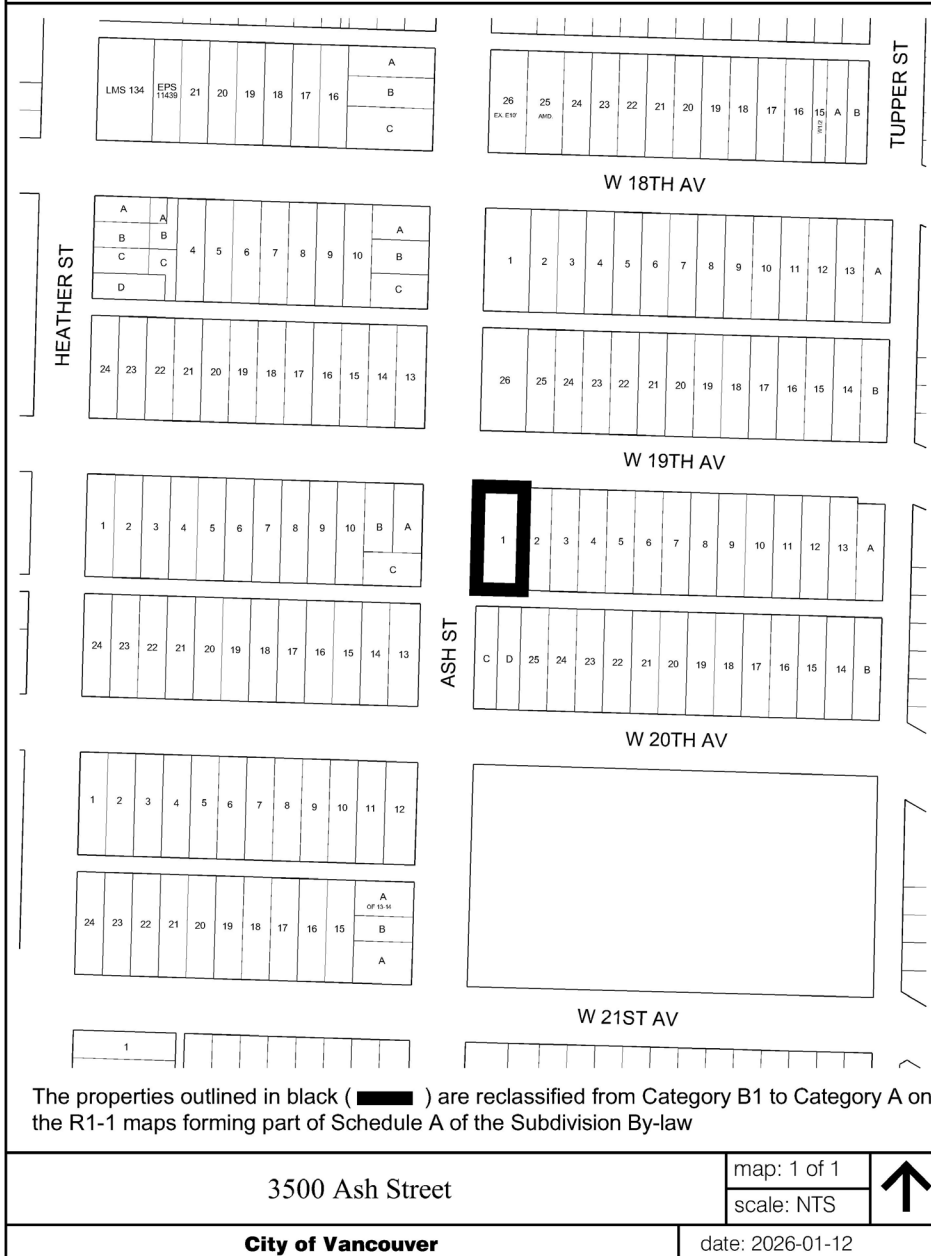 LMS 134
EPS
11439
21
20
19
18
17
16
A
B
C
26
EX. E10'
25
AMD.
24
23
22
21
20
19
18
17
16
15
W1/2
A
B
TUPPER ST
W 18TH AV
HEATHER ST
A
B
C
D
A
B
C
4
5
6
7
8
9
10
A
B
C
1
2
3
4
5
6
7
8
9
10
11
12
13
A
24
23
22
21
20
19
18
17
16
15
14
13
26
25
24
23
22
21
20
19
18
17
16
15
14
B
W 19TH AV
1
2
3
4
5
6
7
8
9
10
B
A
C
1
2
3
4
5
6
7
8
9
10
11
12
13
A
ASH ST
24
23
22
21
20
19
18
17
16
15
14
13
C
D
25
24
23
22
21
20
19
18
17
16
15
14
B
W 20TH AV
1
2
3
4
5
6
7
8
9
10
11
12
24
23
22
21
20
19
18
17
16
15
A
OF 13-14
B
A
W 21ST AV
1
The properties outlined in black ( ) are reclassified from Category B1 to Category A on
the R1-1 maps forming part of Schedule A of the Subdivision By-law
3500 Ash Street
map: 1 of 1
scale: NTS
City of Vancouver
date: 2026-01-12